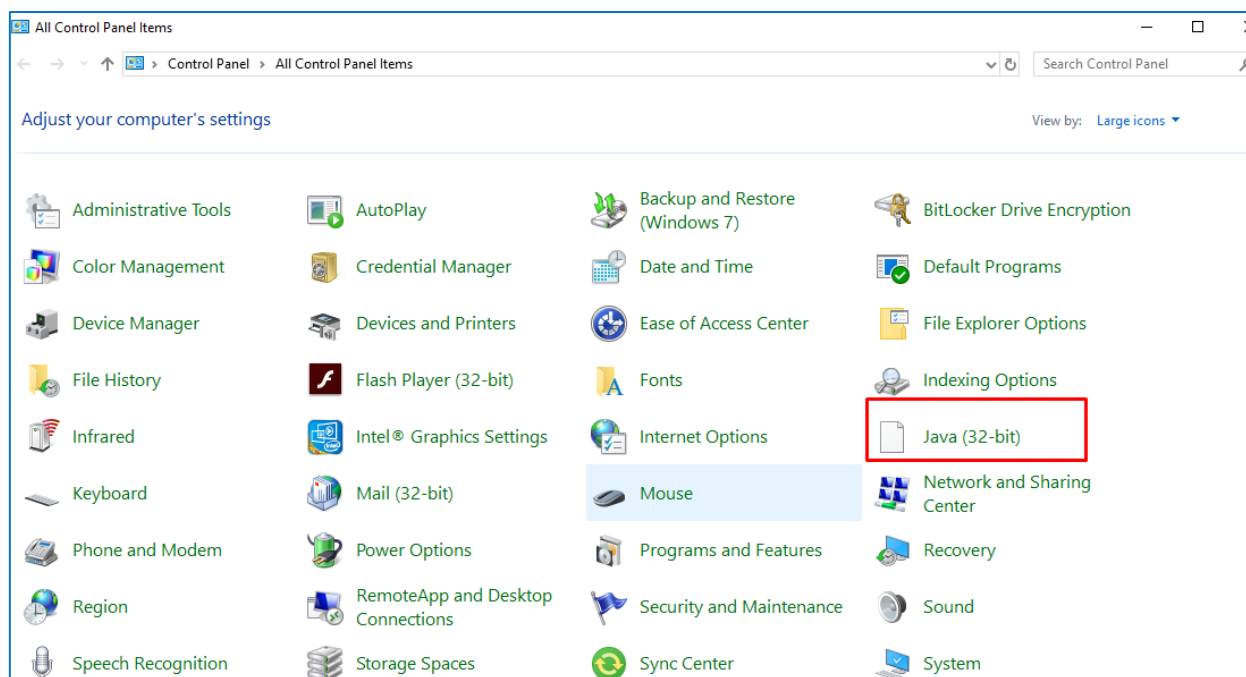 All Control Panel Items
Control Panel > All Control Panel Items
Search Control Panel
Adjust your computer's settings
View by: Large icons
Administrative Tools
AutoPlay
Backup and Restore
(Windows 7)
BitLocker Drive Encryption
Color Management
Credential Manager
Date and Time
Default Programs
Device Manager
Devices and Printers
Ease of Access Center
File Explorer Options
File History
Flash Player (32-bit)
Fonts
Indexing Options
Infrared
Intel® Graphics Settings
Internet Options
Java (32-bit)
Keyboard
Mail (32-bit)
Mouse
Network and Sharing
Center
Phone and Modem
Power Options
Programs and Features
Recovery
Region
RemoteApp and Desktop
Connections
Security and Maintenance
Sound
Speech Recognition
Storage Spaces
Sync Center
System